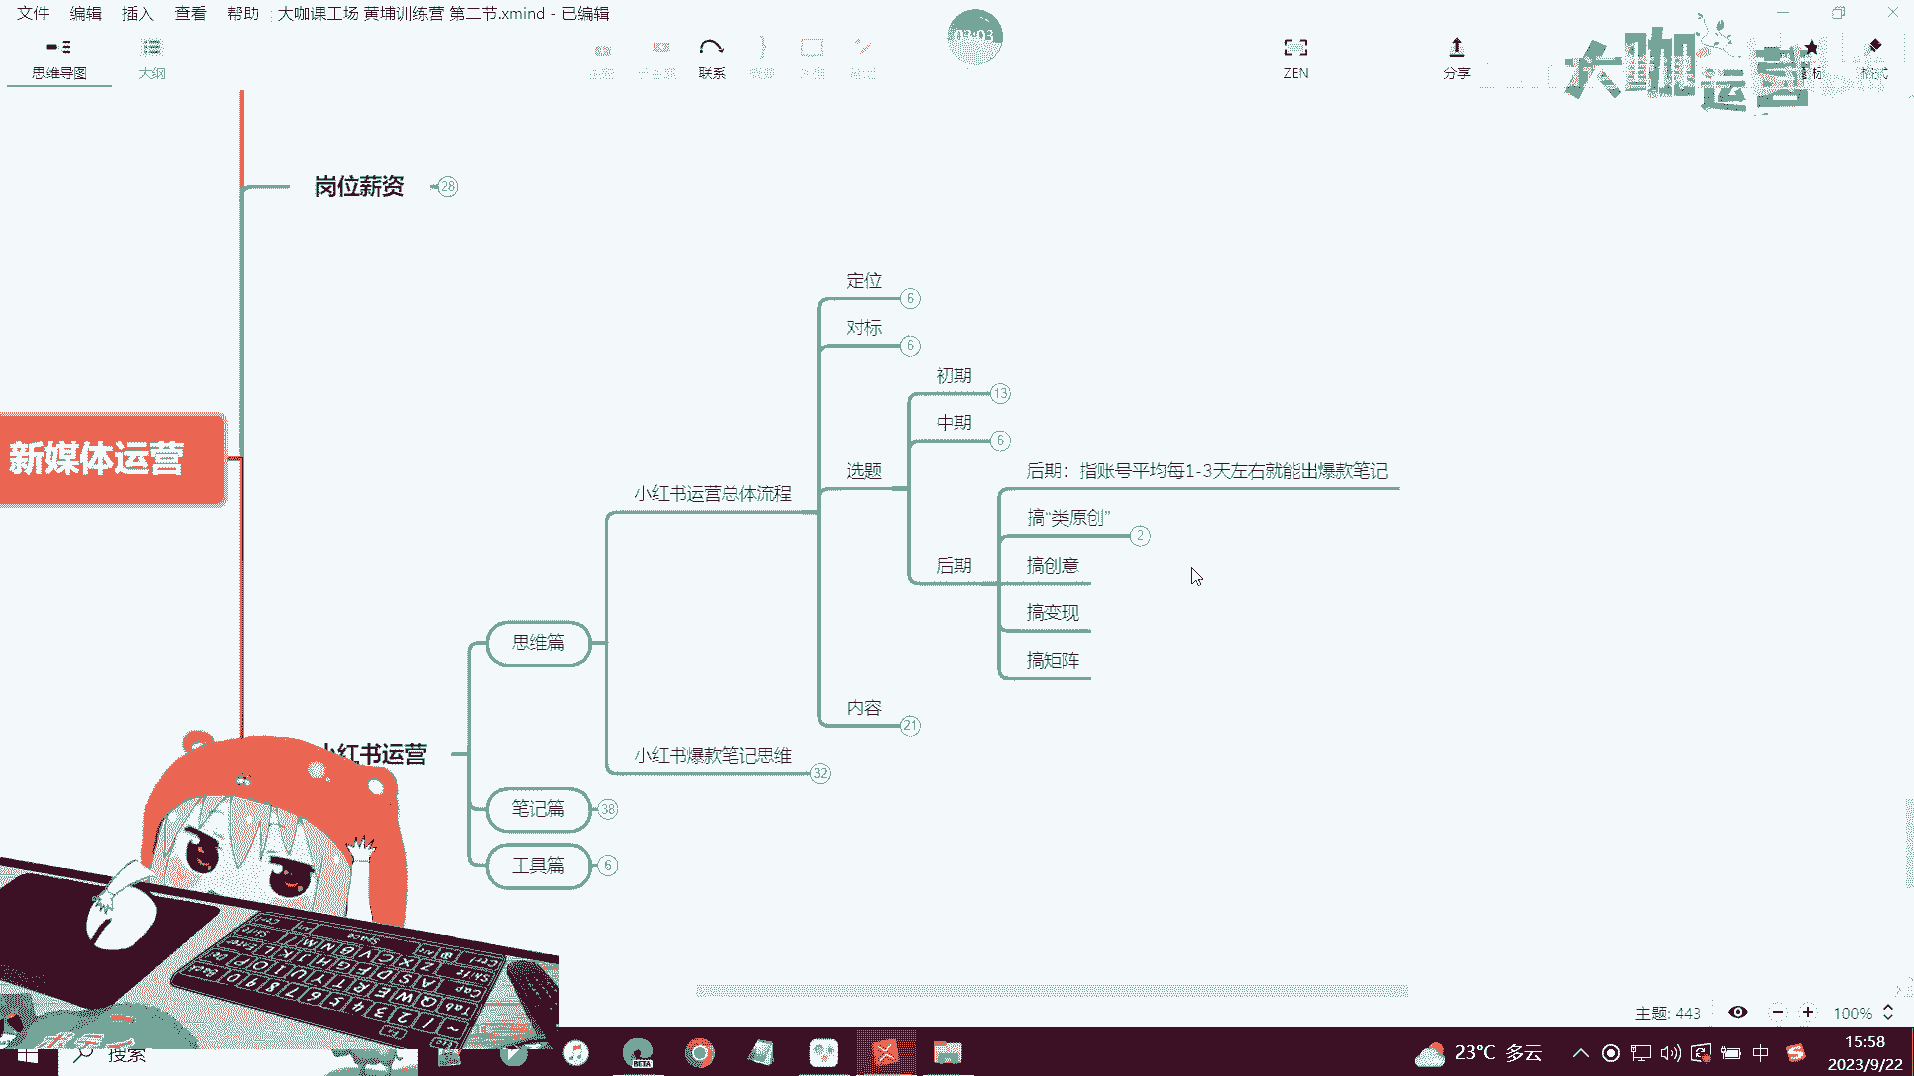 文件 编辑 插入 查看 帮助 大咖课工场 黄埔训练营 第二节.xmind - 已编辑
03:03
思维导图 大纲 联系 ZEN 分享
大咖运营
岗位薪资 28
定位 6
对标 6
初期 13
中期 6
选题
后期：指账号平均每1-3天左右就能出爆款笔记
新媒体运营
小红书运营总体流程
搞“类原创” 2
后期
搞创意
搞变现
思维篇
搞矩阵
内容 21
小红书运营
小红书爆款笔记思维 32
笔记篇 38
工具篇 6
主题: 443 100%
搜索
BETA
23°C 多云
中
15:58
2023/9/22